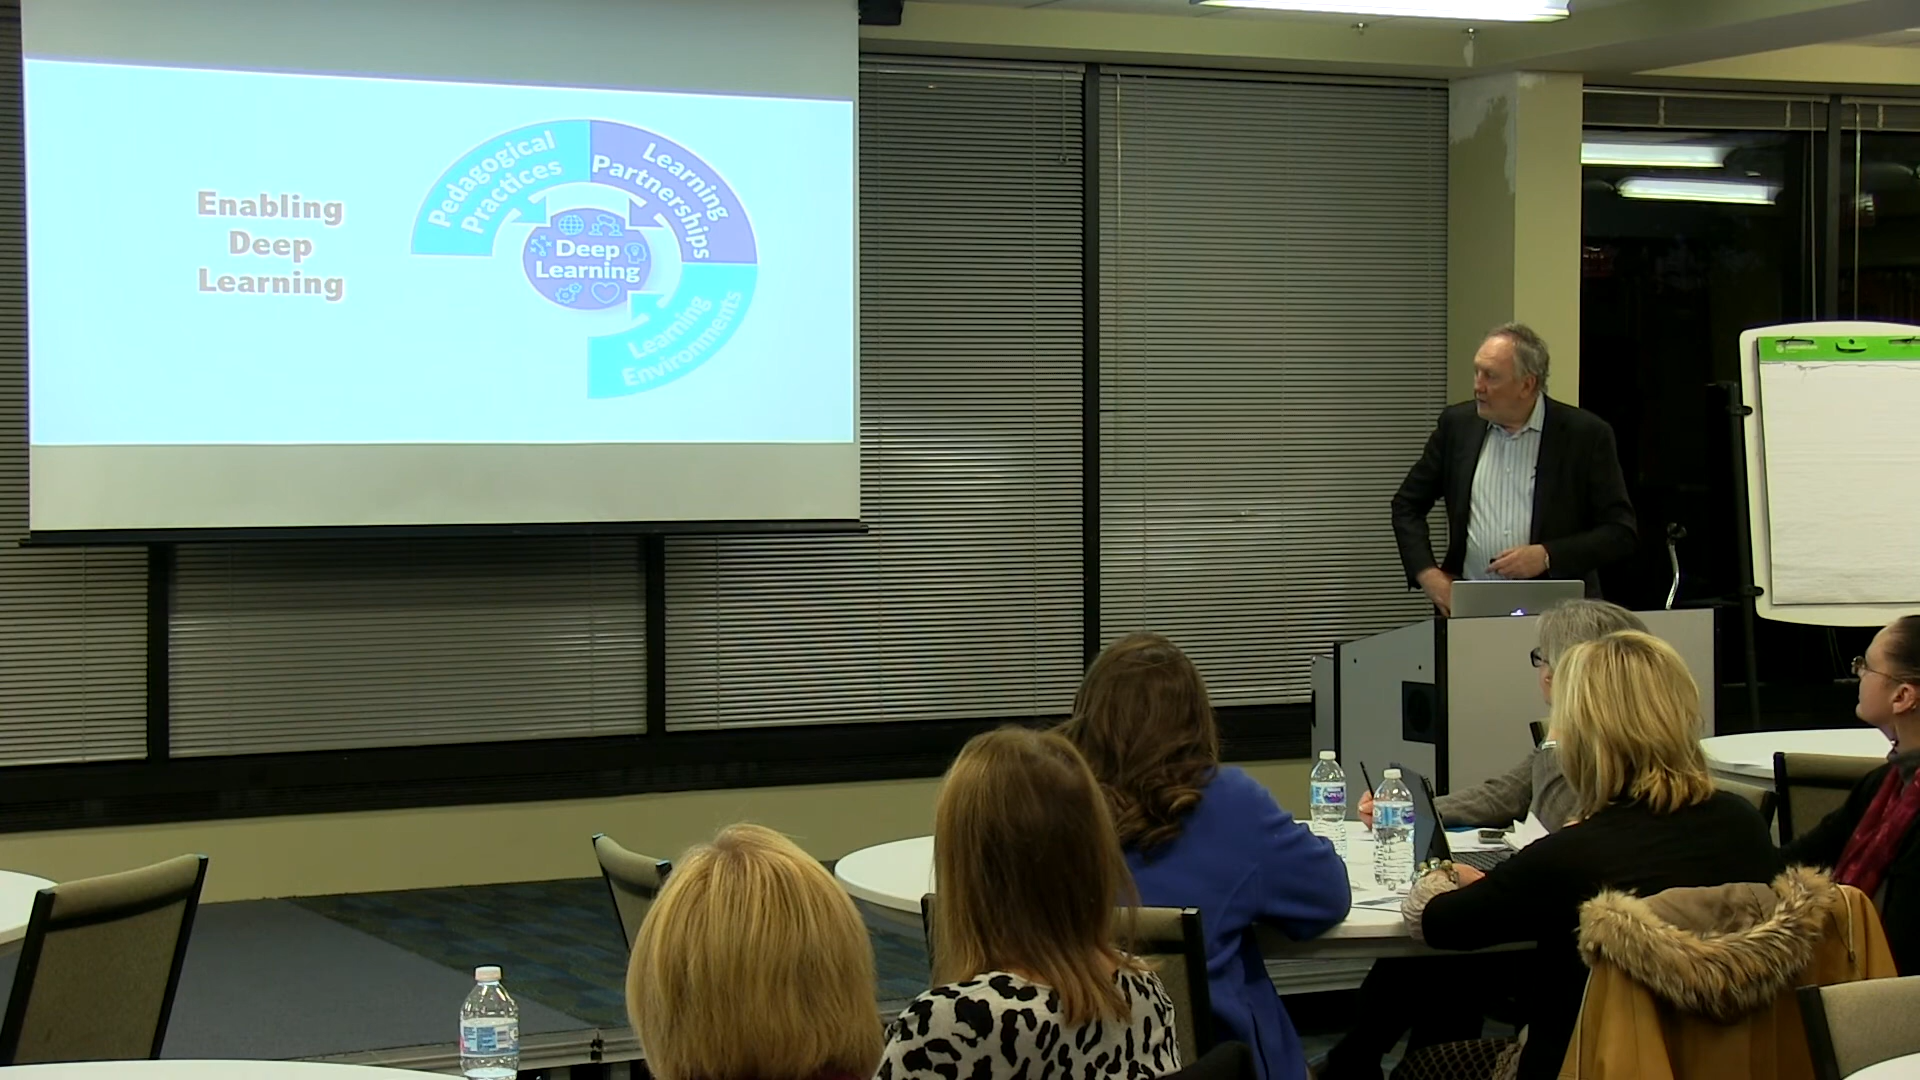 Enabling
Deep
Learning
Pedagogical
Practices
Learning
Partnerships
Deep
Learning
Learning
Environments